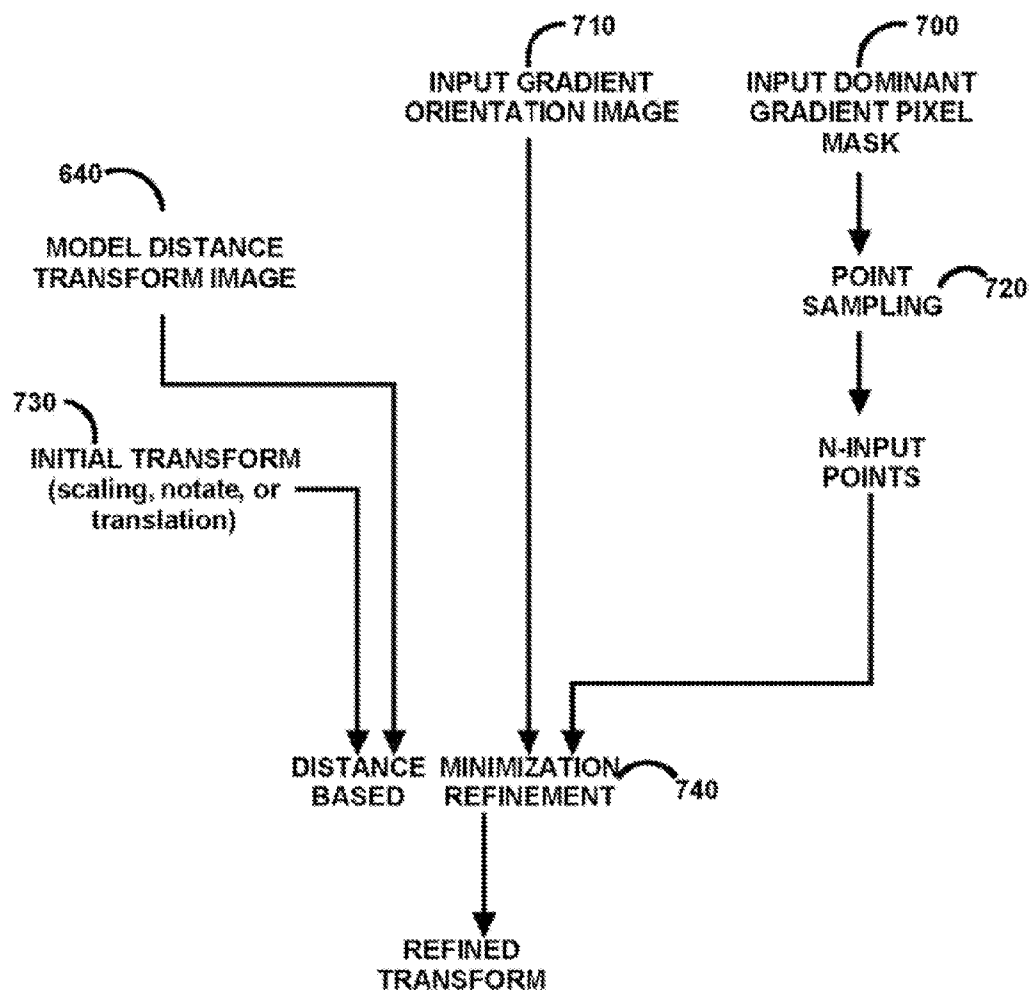 710
INPUT GRADIENT
ORIENTATION IMAGE
700
INPUT DOMINANT
GRADIENT PIXEL
MASK
640
MODEL DISTANCE
TRANSFORM IMAGE
POINT
SAMPLING
720
730
INITIAL TRANSFORM
(scaling, notate, or
translation)
N-INPUT
POINTS
DISTANCE MINIMIZATION
BASED REFINEMENT
740
REFINED
TRANSFORM